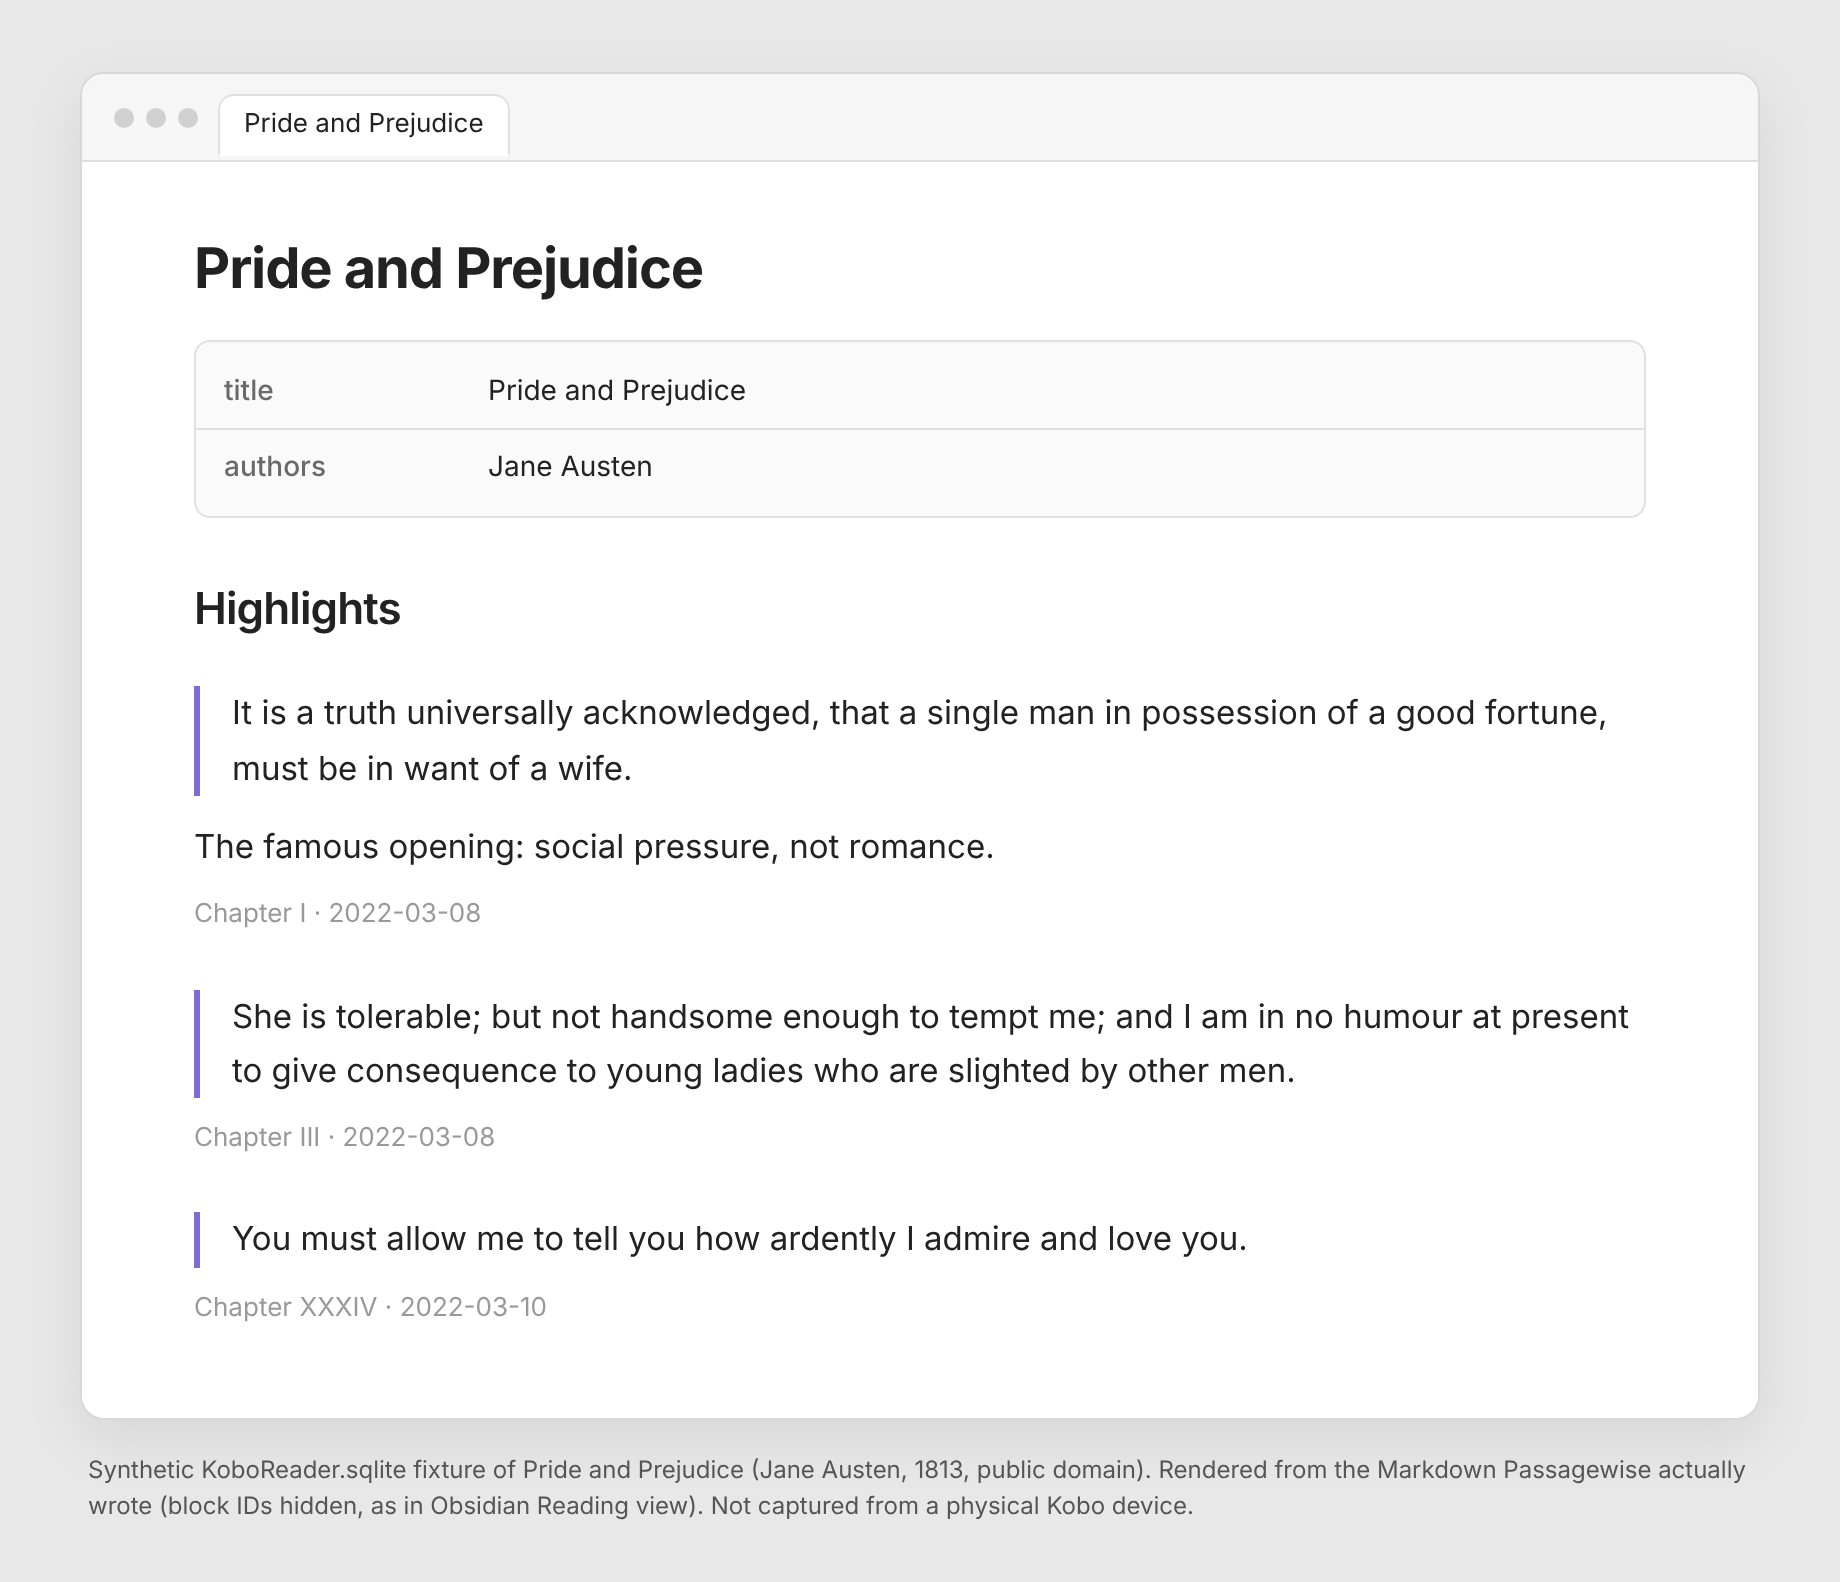 Pride and Prejudice
Pride and Prejudice
title Pride and Prejudice
authors Jane Austen
Highlights
It is a truth universally acknowledged, that a single man in possession of a good fortune,
must be in want of a wife.
The famous opening: social pressure, not romance.
Chapter I · 2022-03-08
She is tolerable; but not handsome enough to tempt me; and I am in no humour at present
to give consequence to young ladies who are slighted by other men.
Chapter III · 2022-03-08
You must allow me to tell you how ardently I admire and love you.
Chapter XXXIV · 2022-03-10
Synthetic KoboReader.sqlite fixture of Pride and Prejudice (Jane Austen, 1813, public domain). Rendered from the Markdown Passagewise actually
wrote (block IDs hidden, as in Obsidian Reading view). Not captured from a physical Kobo device.